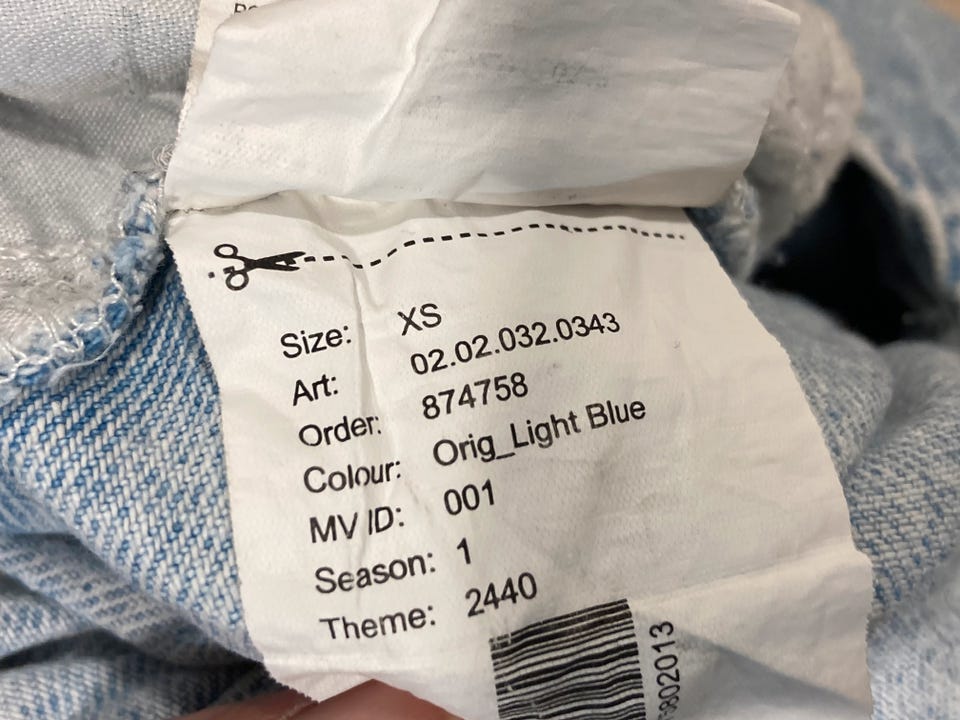 Size: XS
Art: 02.02.032.0343
Order: 874758
Colour: Orig_Light Blue
MV ID: 001
Season: 1
Theme: 2440